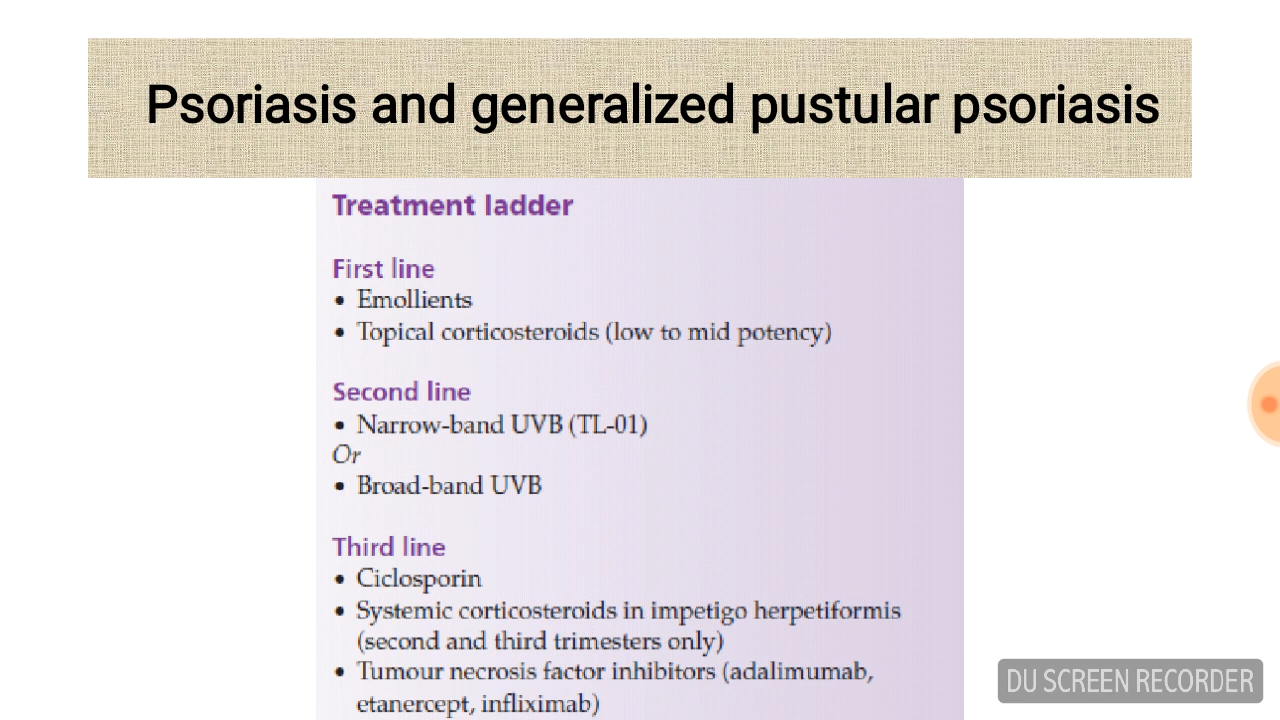 Psoriasis and generalized pustular psoriasis
Treatment ladder
First line
• Emollients
• Topical corticosteroids (low to mid potency)
Second line
• Narrow-band UVB (TL-01)
Or
• Broad-band UVB
Third line
• Ciclosporin
• Systemic corticosteroids in impetigo herpetiformis
(second and third trimesters only)
• Tumour necrosis factor inhibitors (adalimumab,
etanercept, infliximab)
DU SCREEN RECORDER